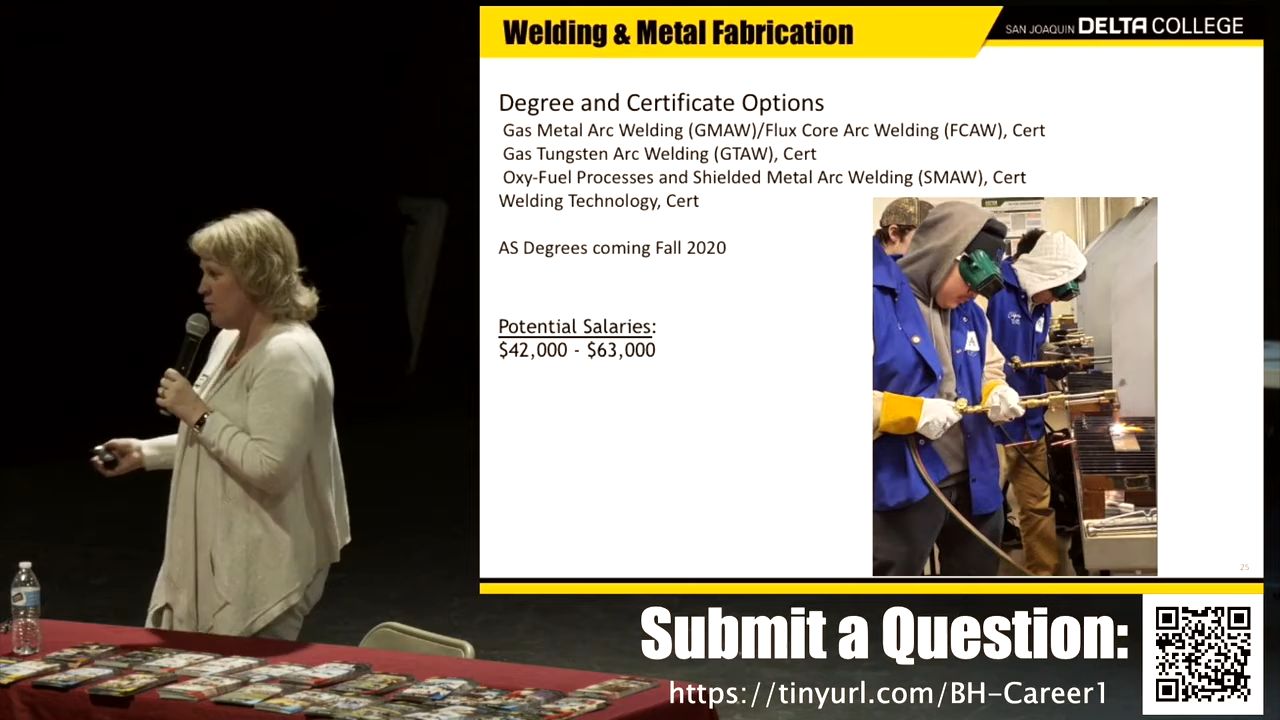 Welding & Metal Fabrication
SAN JOAQUIN DELTA COLLEGE
Degree and Certificate Options
Gas Metal Arc Welding (GMAW)/Flux Core Arc Welding (FCAW), Cert
Gas Tungsten Arc Welding (GTAW), Cert
Oxy-Fuel Processes and Shielded Metal Arc Welding (SMAW), Cert
Welding Technology, Cert
AS Degrees coming Fall 2020
Potential Salaries:
$42,000 - $63,000
25
Submit a Question:
https://tinyurl.com/BH-Career1